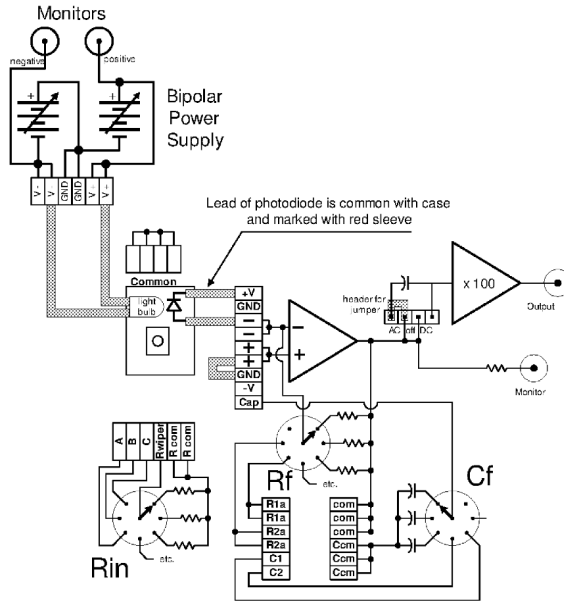 Monitors
negative
positive
Bipolar
Power
Supply
V -
V -
GND
GND
V +
V +
Lead of photodiode is common with case
and marked with red sleeve
Common
light
bulb
+V
GND
−
−
+
+
GND
-V
Cap
−
+
header for
jumper
AC
off
DC
x 100
Output
Monitor
A
B
C
Rwiper
R com
R com
etc.
Rin
Rf
etc.
R1a
R1a
R2a
R2a
C1
C2
com
com
com
Ccm
Ccm
Ccm
Cf
etc.